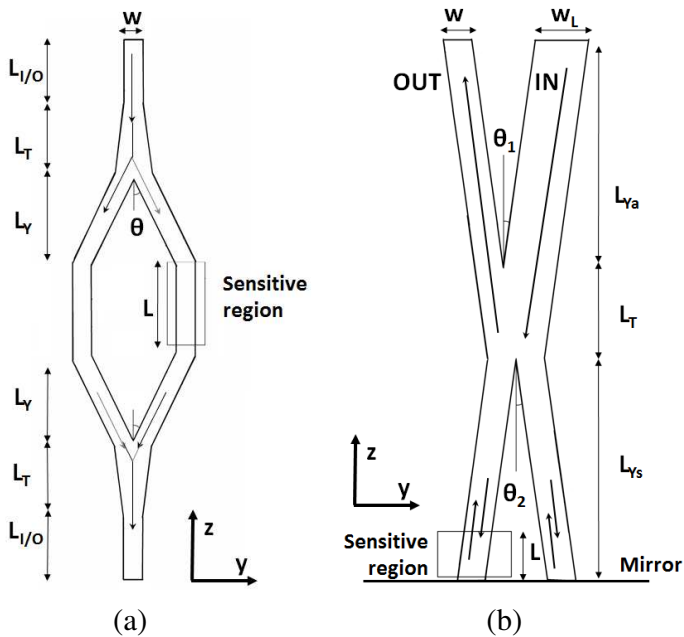 w
L_I/O
L_T
L_Y
θ
L
Sensitive
region
L_Y
L_T
L_I/O
z
y
(a)
w
w_L
OUT
IN
θ_1
L_Ya
L_T
L_Ys
z
y
θ_2
Sensitive
region
L
Mirror
(b)